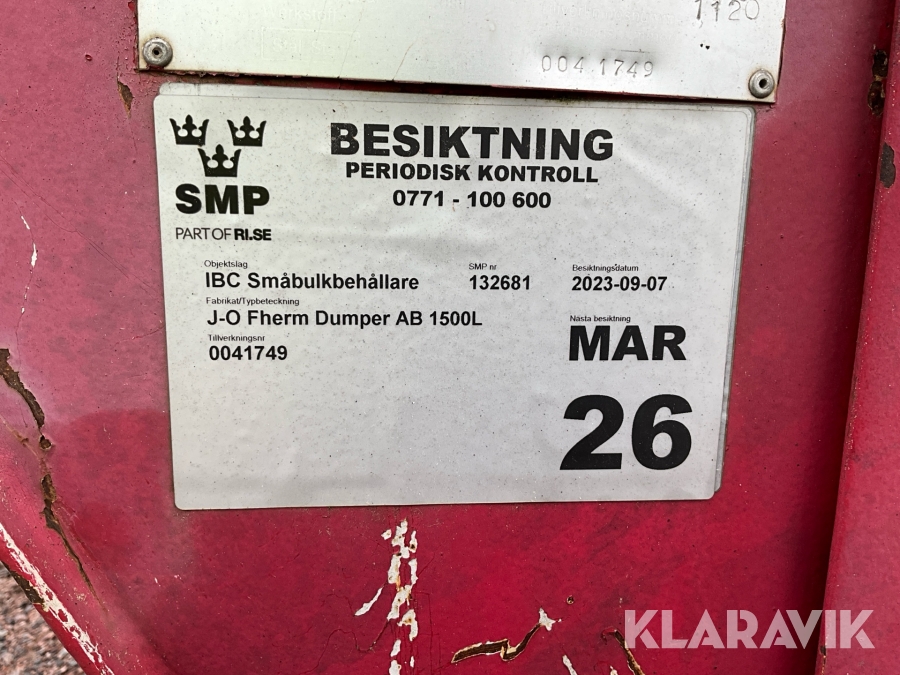 1120
004 1749
BESIKTNING
PERIODISK KONTROLL
0771 - 100 600
SMP
PART OF RI.SE
Objektslag
IBC Småbulkbehållare
SMP nr
132681
Besiktningsdatum
2023-09-07
Fabrikat/Typbeteckning
J-O Fherm Dumper AB 1500L
Nästa besiktning
MAR
26
Tillverkningsnr
0041749
KLARAVIK